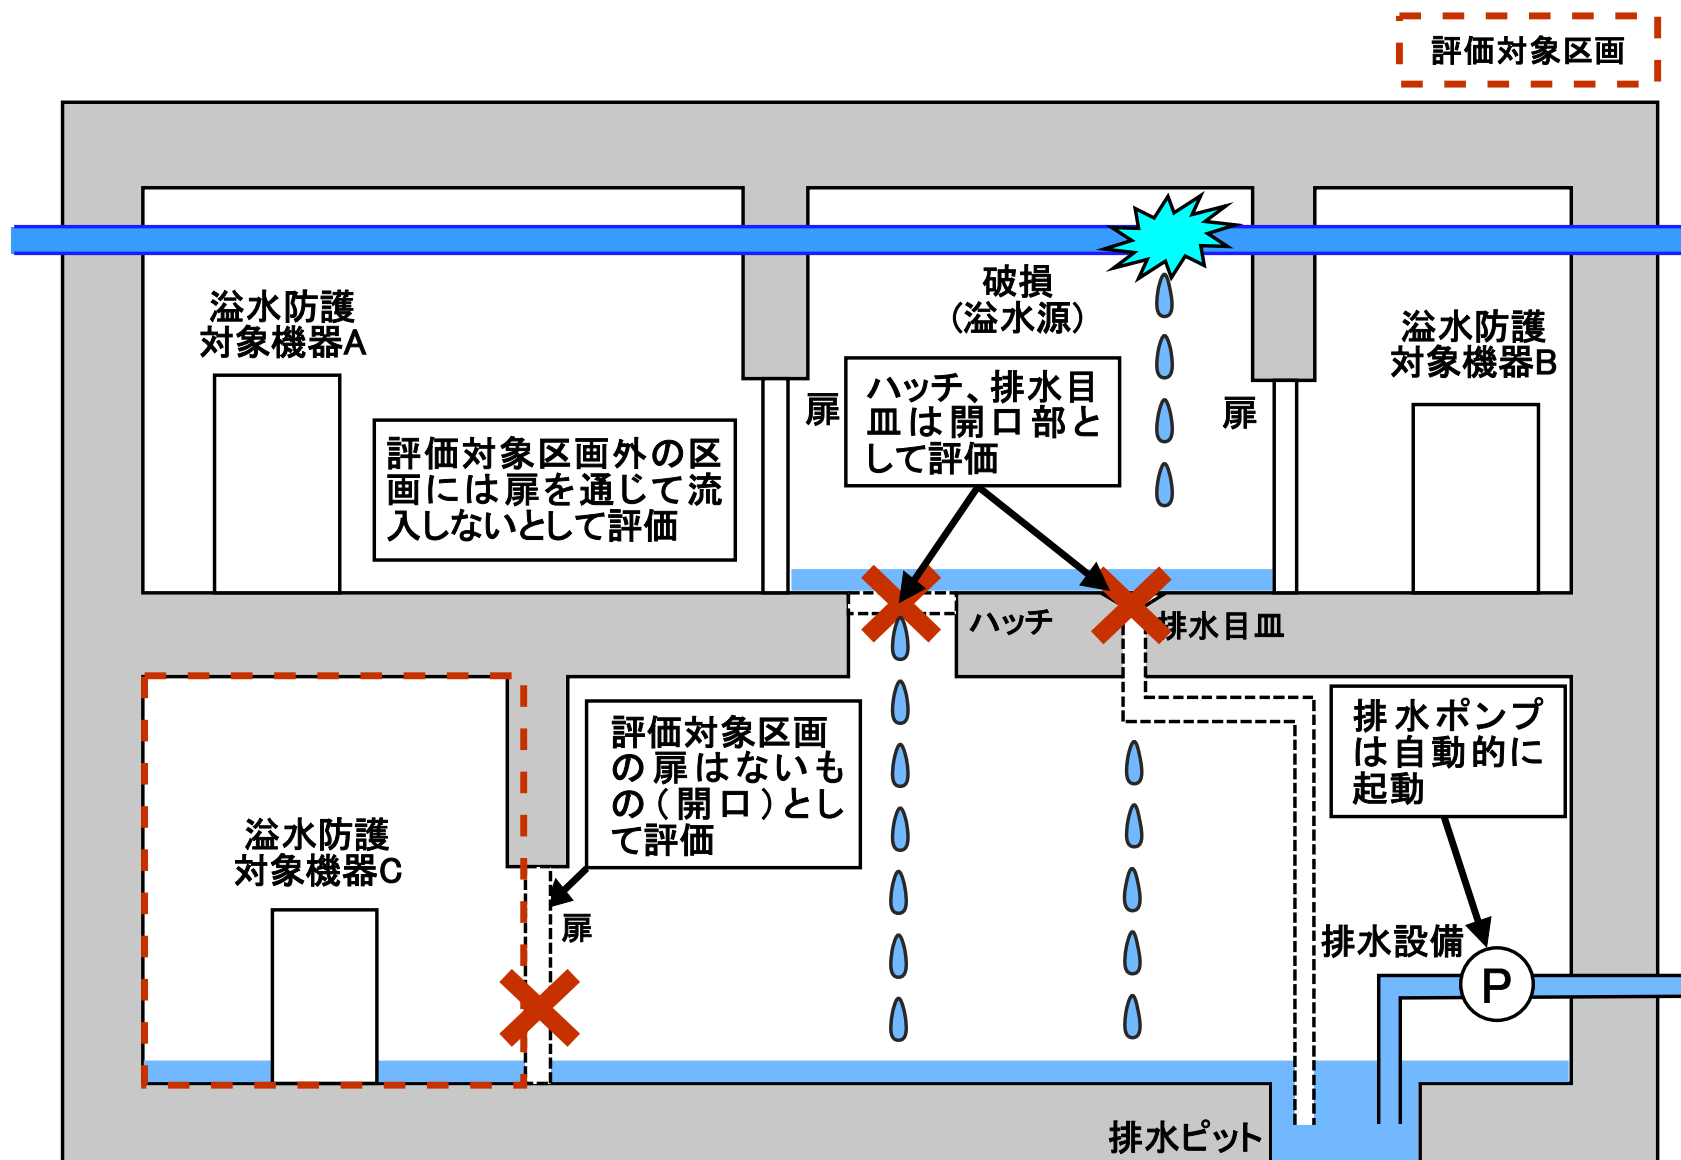 評価対象区画
破損
（溢水源）
溢水防護
対象機器A
溢水防護
対象機器B
扉
扉
ハッチ、排水目
皿は開口部と
して評価
評価対象区画外の区
画には扉を通じて流
入しないとして評価
ハッチ
排水目皿
評価対象区画
の扉はないも
の（開口）とし
て評価
排水ポンプ
は自動的に
起動
溢水防護
対象機器C
扉
排水設備
P
排水ピット